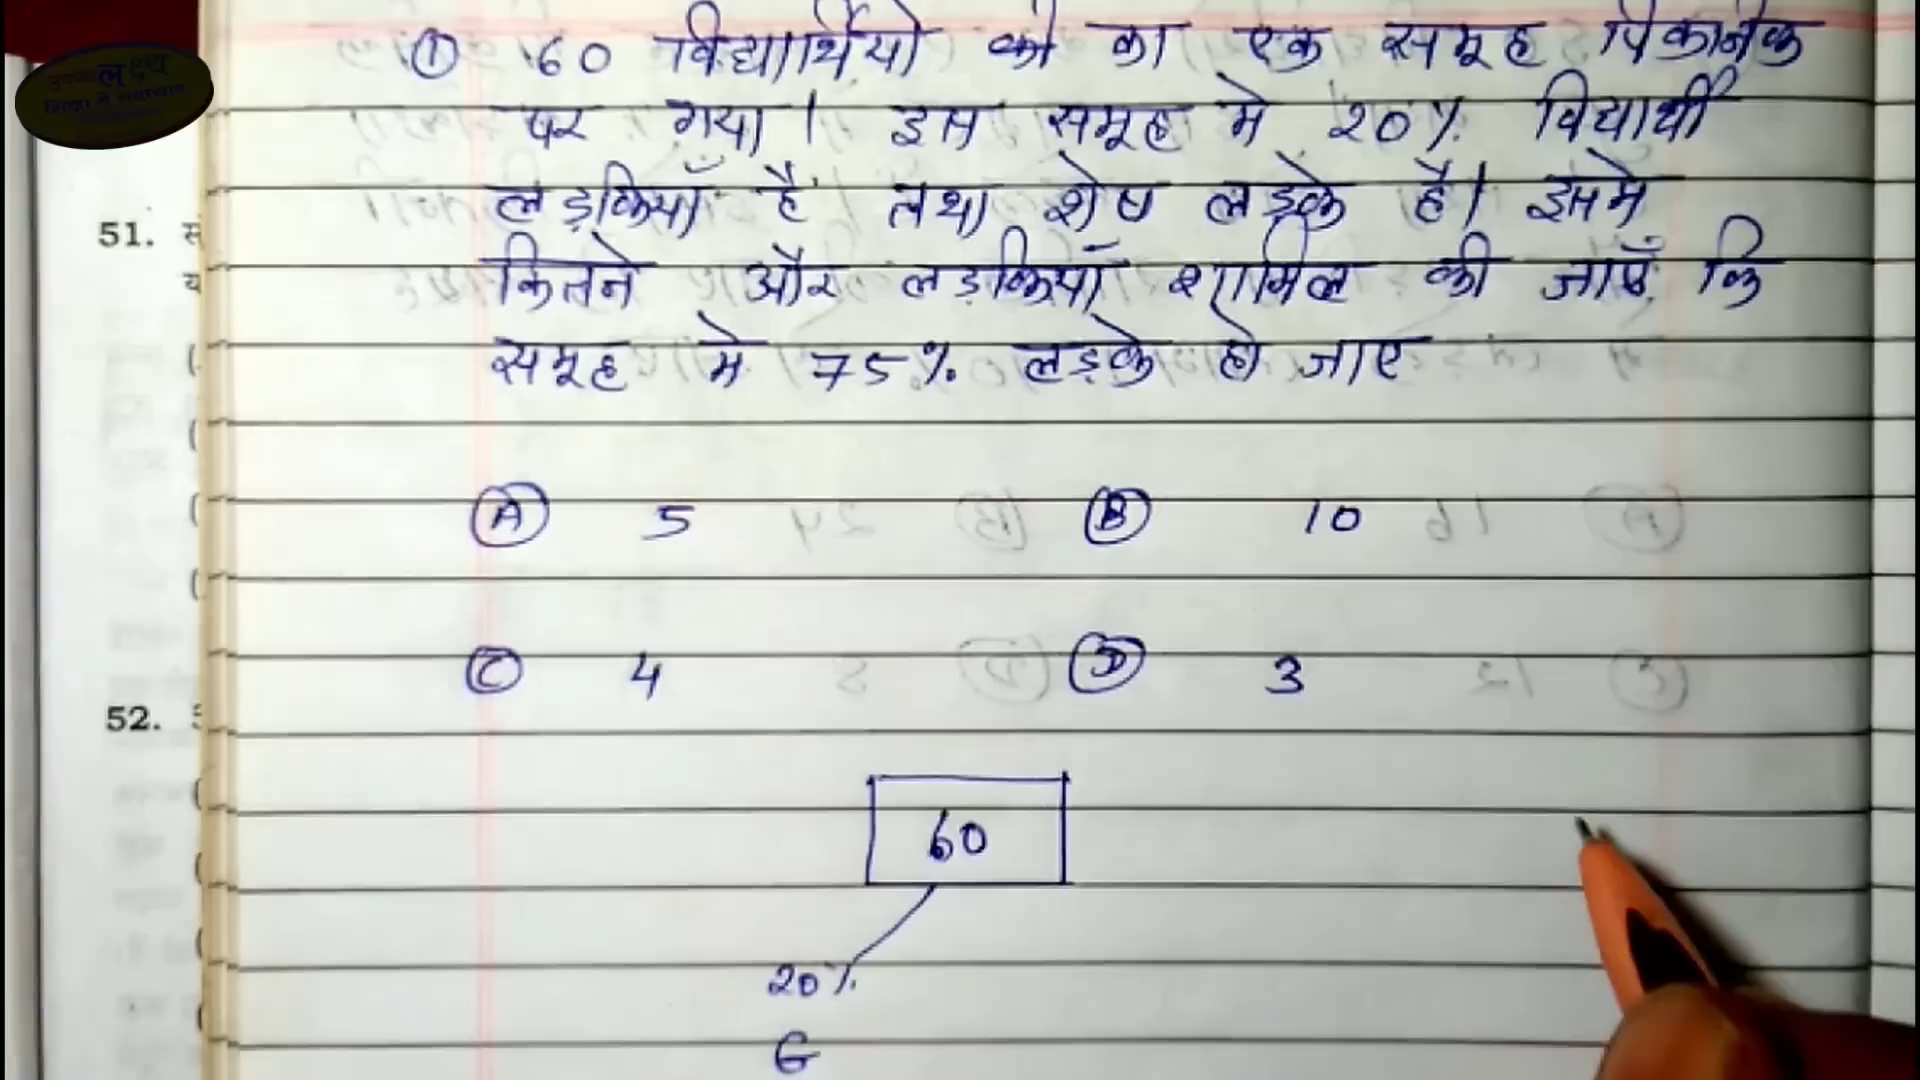 ① 60 विद्यार्थियो की का एक समूह पिकनिक
पर गया। इस समूह मे 20% विद्यार्थी
लड़कियाँ है तथा शेष लड़के है। इसमे
कितने और लड़कियाँ शामिल की जाएँ कि
समूह मे 75% लड़के हो जाए
Ⓐ 5 Ⓑ 10
Ⓒ 4 Ⓓ 3
60
20%
G
51.
52.
लक्ष्य